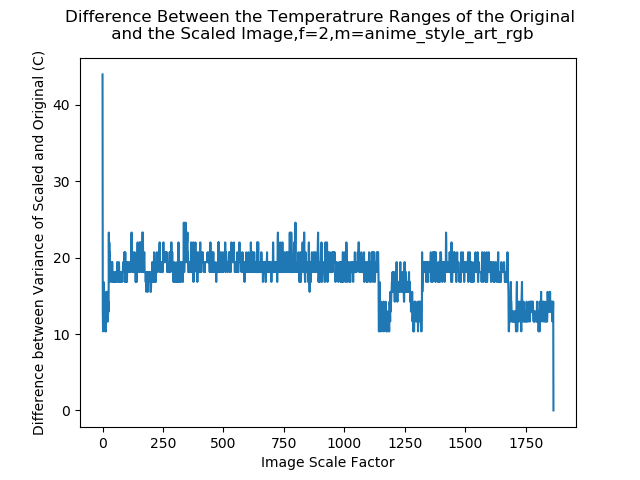 Difference Between the Temperatrure Ranges of the Original
and the Scaled Image,f=2,m=anime_style_art_rgb
Difference between Variance of Scaled and Original (C)
40
30
20
10
0
0 250 500 750 1000 1250 1500 1750
Image Scale Factor